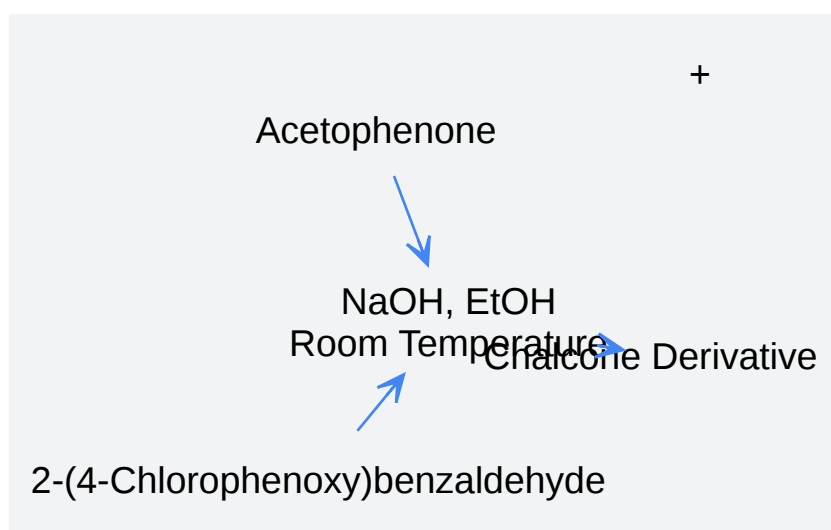 +
Acetophenone
NaOH, EtOH
Room Temperature
Chalcone Derivative
2-(4-Chlorophenoxy)benzaldehyde